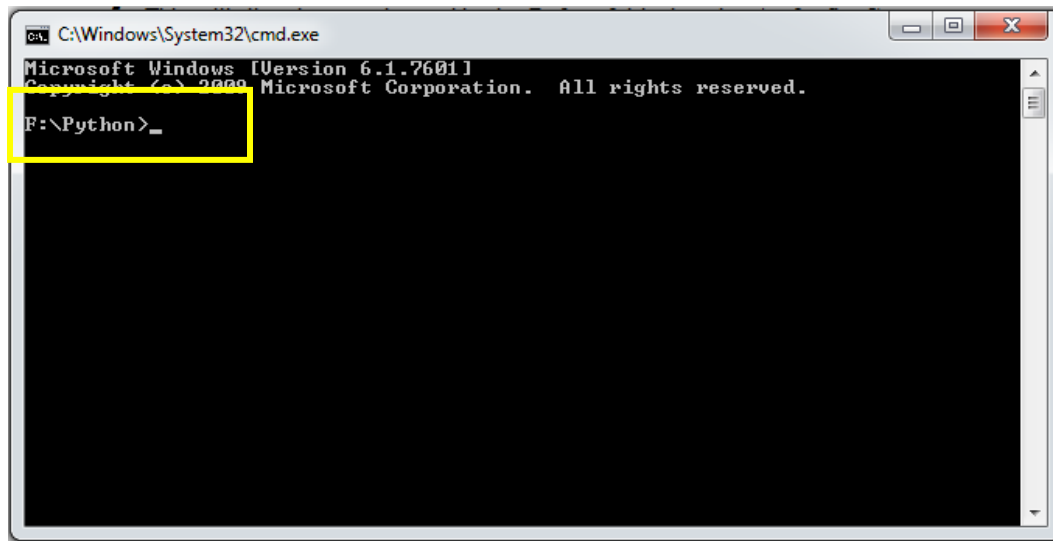 C:\Windows\System32\cmd.exe
Microsoft Windows [Version 6.1.7601]
Copyright (c) 2009 Microsoft Corporation.  All rights reserved.
F:\Python>_